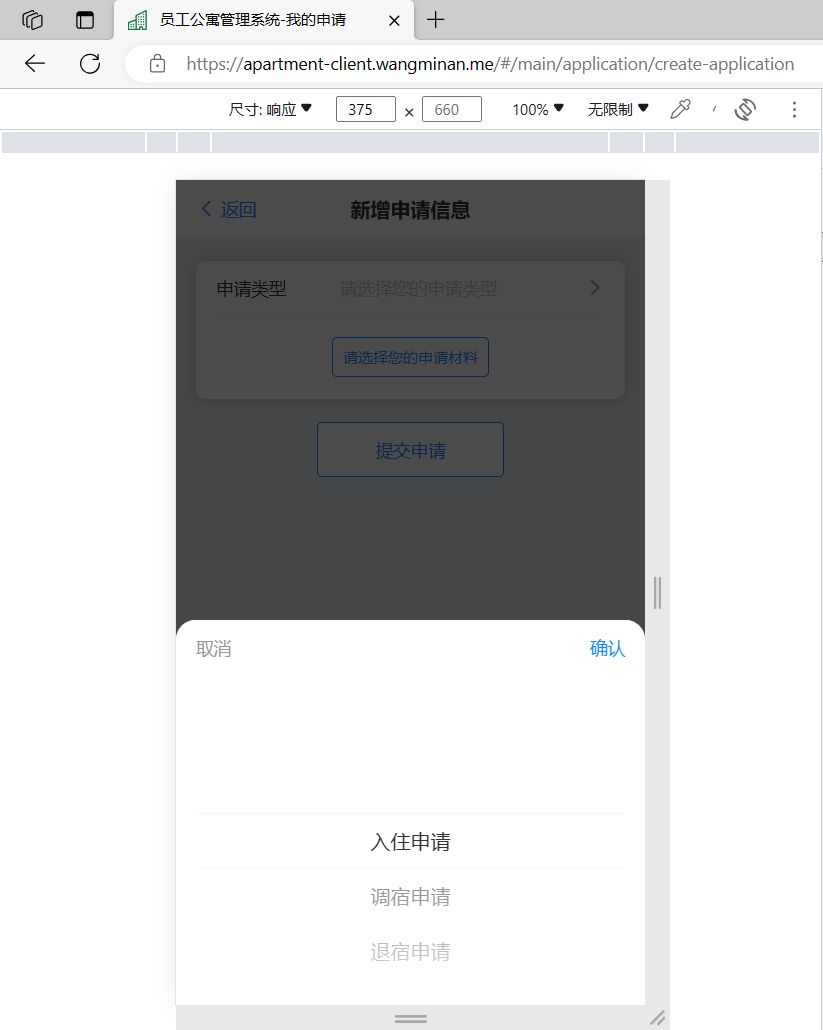 员工公寓管理系统-我的申请
https://apartment-client.wangminan.me/#/main/application/create-application
尺寸: 响应 375 × 660 100% 无限制
返回 新增申请信息
申请类型 请选择您的申请类型
请选择您的申请材料
提交申请
取消 确认
入住申请
调宿申请
退宿申请